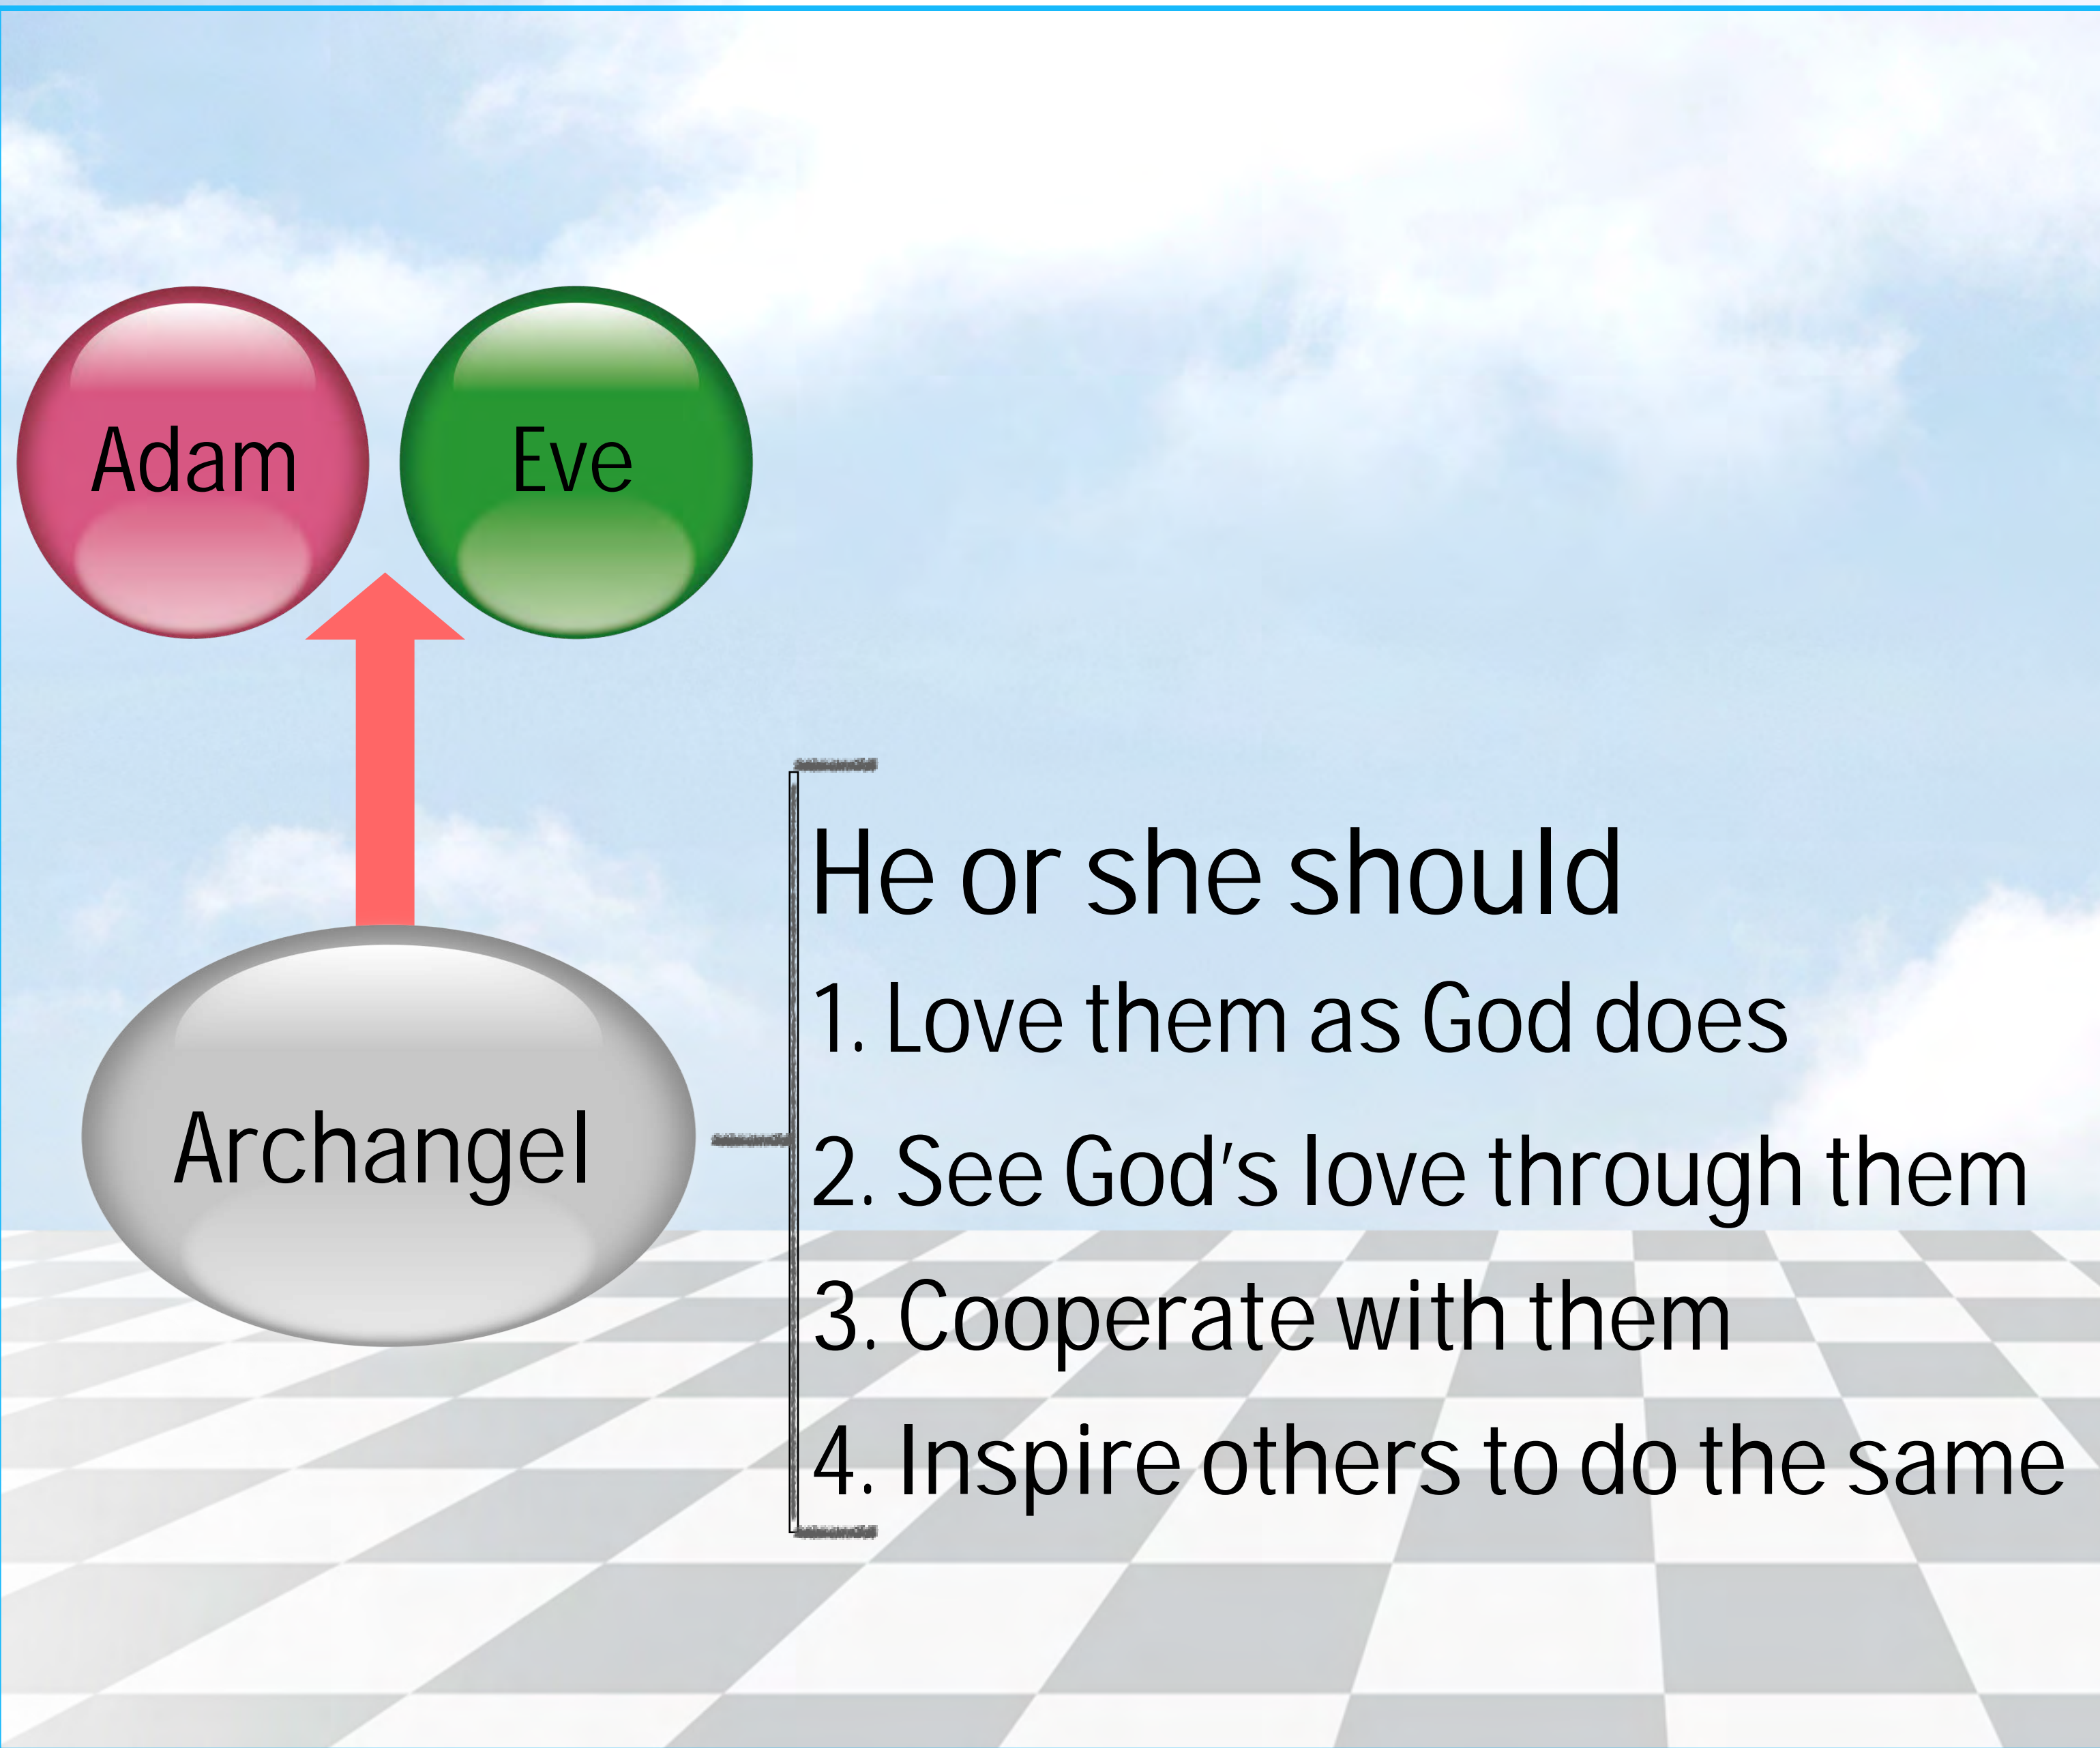 Adam
Eve
Archangel
He or she should
1. Love them as God does
2. See God's love through them
3. Cooperate with them
4. Inspire others to do the same